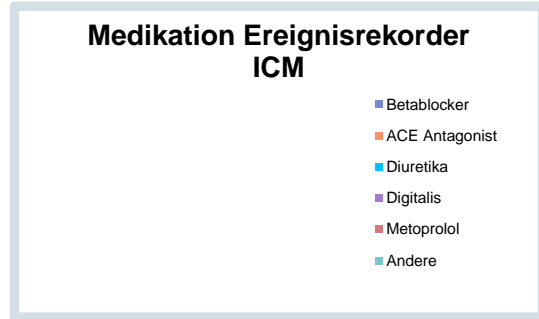 Medikation Ereignisrekorder
ICM
Betablocker
ACE Antagonist
Diuretika
Digitalis
Metoprolol
Andere